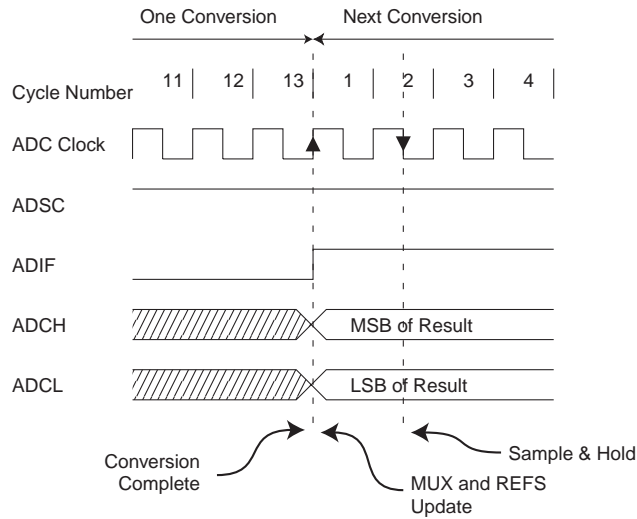 One Conversion Next Conversion
Cycle Number 11 12 13 1 2 3 4
ADC Clock
ADSC
ADIF
ADCH MSB of Result
ADCL LSB of Result
Conversion
Complete
MUX and REFS
Update
Sample & Hold